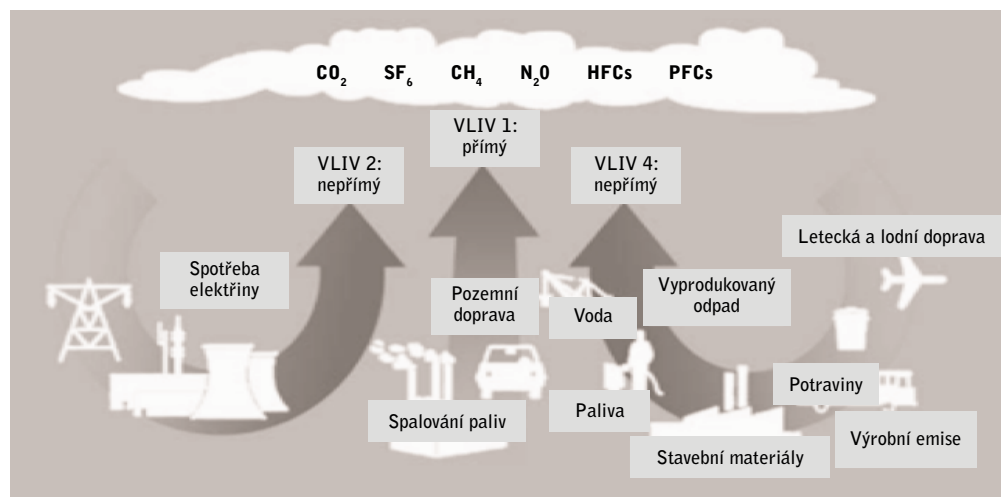 CO₂ SF₆ CH₄ N₂O HFCs PFCs
VLIV 1:
přímý
VLIV 2:
nepřímý
VLIV 4:
nepřímý
Letecká a lodní doprava
Spotřeba
elektřiny
Pozemní
doprava
Voda
Vyprodukovaný
odpad
Potraviny
Spalování paliv
Paliva
Stavební materiály
Výrobní emise